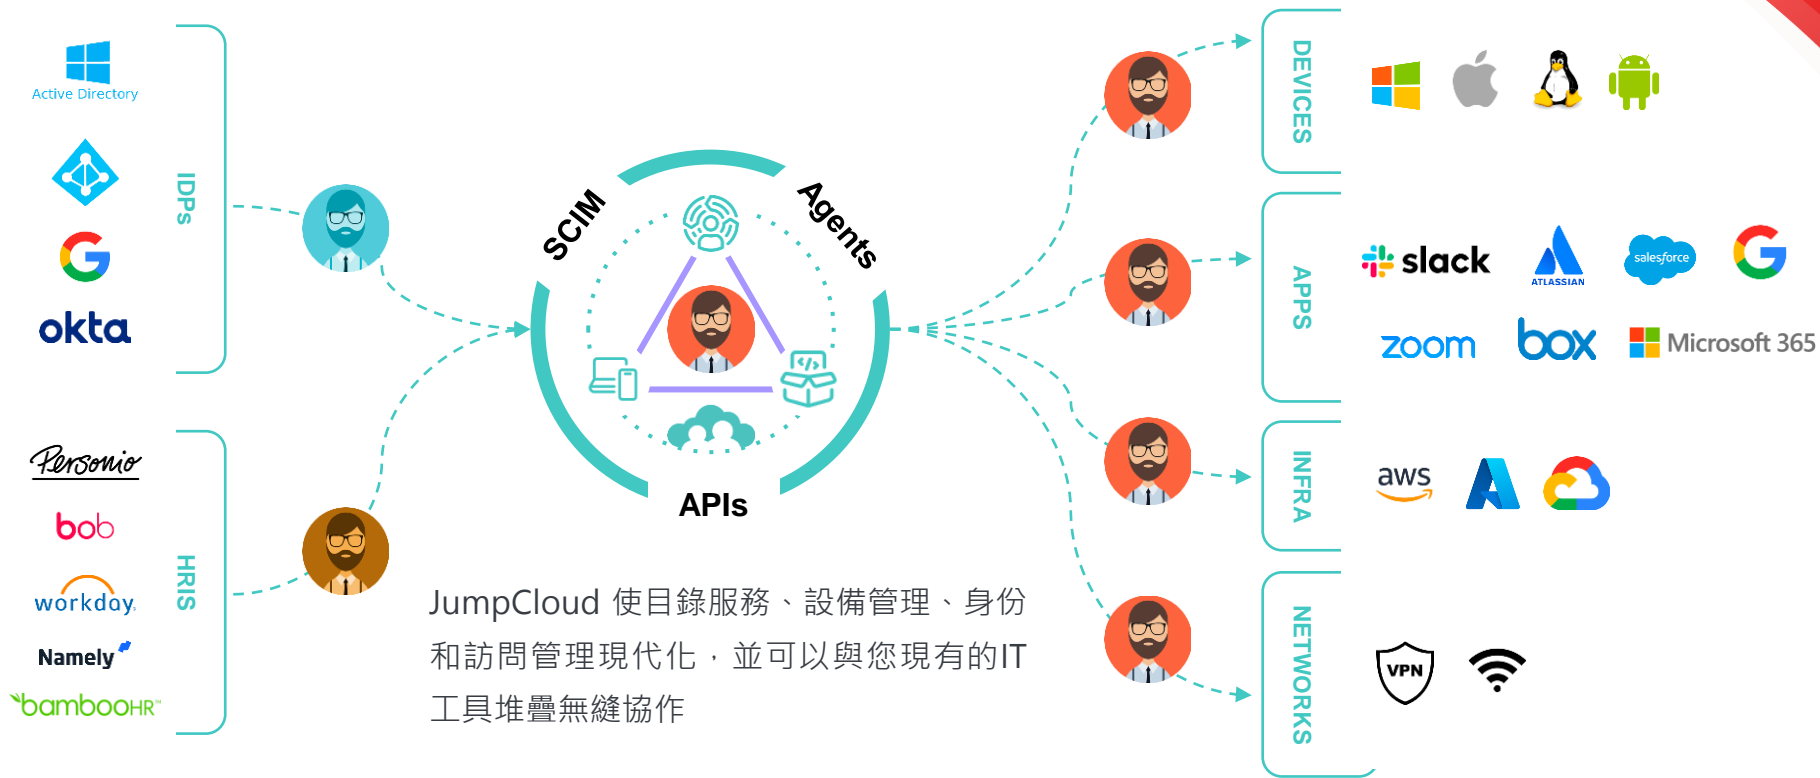 Active Directory
IDPs
okta
Personio
bob
HRIS
workday.
Namely
bambooHR™
SCIM
Agents
APIs
JumpCloud 使目錄服務、設備管理、身份
和訪問管理現代化，並可以與您現有的IT
工具堆疊無縫協作
DEVICES
APPS
slack
ATLASSIAN
salesforce
zoom
box
Microsoft 365
INFRA
aws
NETWORKS
VPN